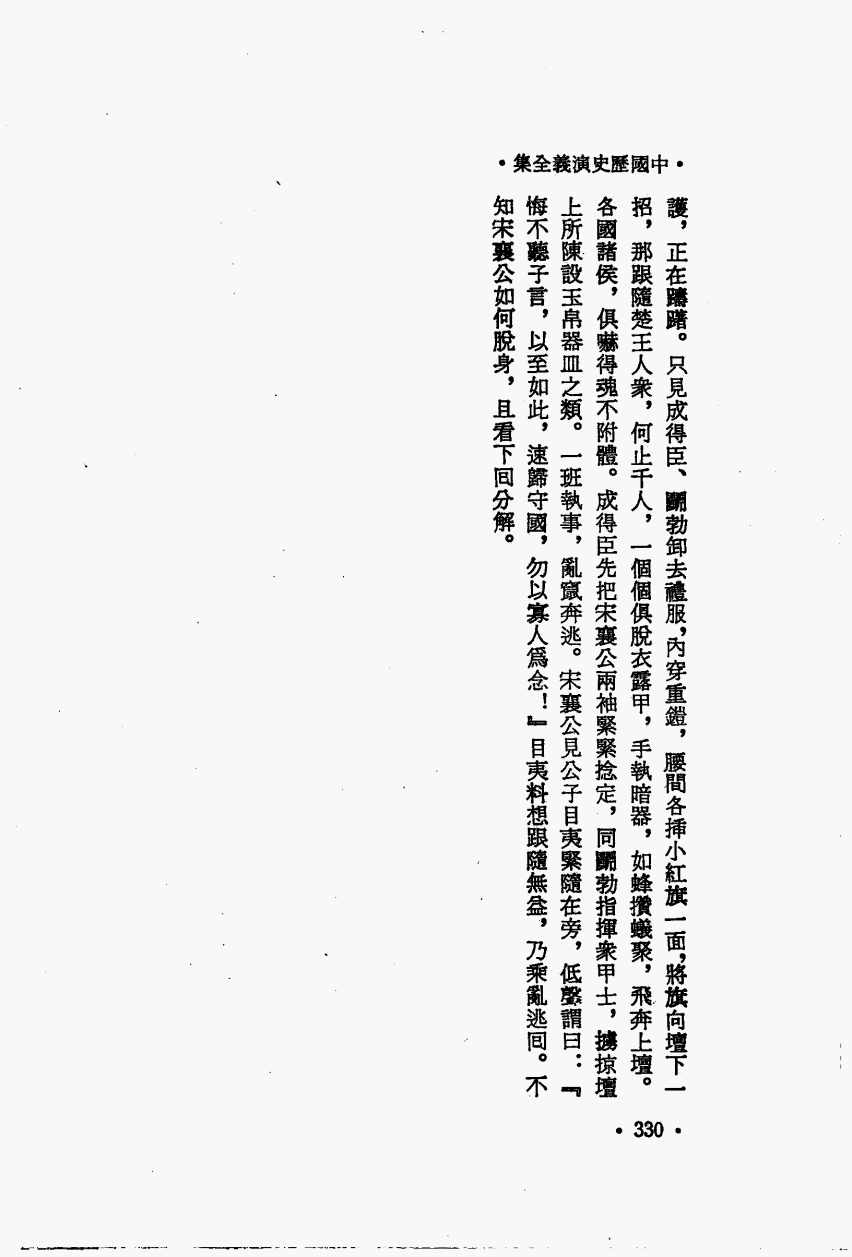 ·中國歷史演義全集·
護，正在躊躇。只見成得臣、鬬勃卸去禮服，內穿重鎧，腰間各揷小紅旗一面，將旗向壇下一
招，那跟隨楚王人衆，何止千人，一個個俱脫衣露甲，手執暗器，如蜂攢蟻聚，飛奔上壇。
各國諸侯，俱嚇得魂不附體。成得臣先把宋襄公兩袖緊緊捻定，同鬬勃指揮衆甲士，擄掠壇
上所陳設玉帛器皿之類。一班執事，亂竄奔逃。宋襄公見公子目夷緊隨在旁，低聲謂曰：『
悔不聽子言，以至如此，速歸守國，勿以寡人爲念！』目夷料想跟隨無益，乃乘亂逃回。不
知宋襄公如何脫身，且看下回分解。
·330·